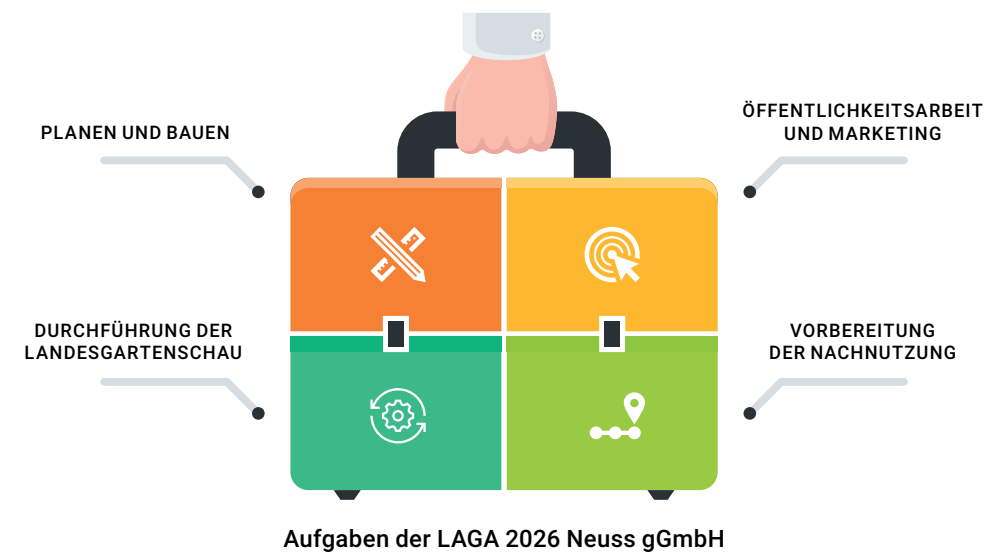 PLANEN UND BAUEN
ÖFFENTLICHKEITSARBEIT
UND MARKETING
DURCHFÜHRUNG DER
LANDESGARTENSCHAU
VORBEREITUNG
DER NACHNUTZUNG
Aufgaben der LAGA 2026 Neuss gGmbH